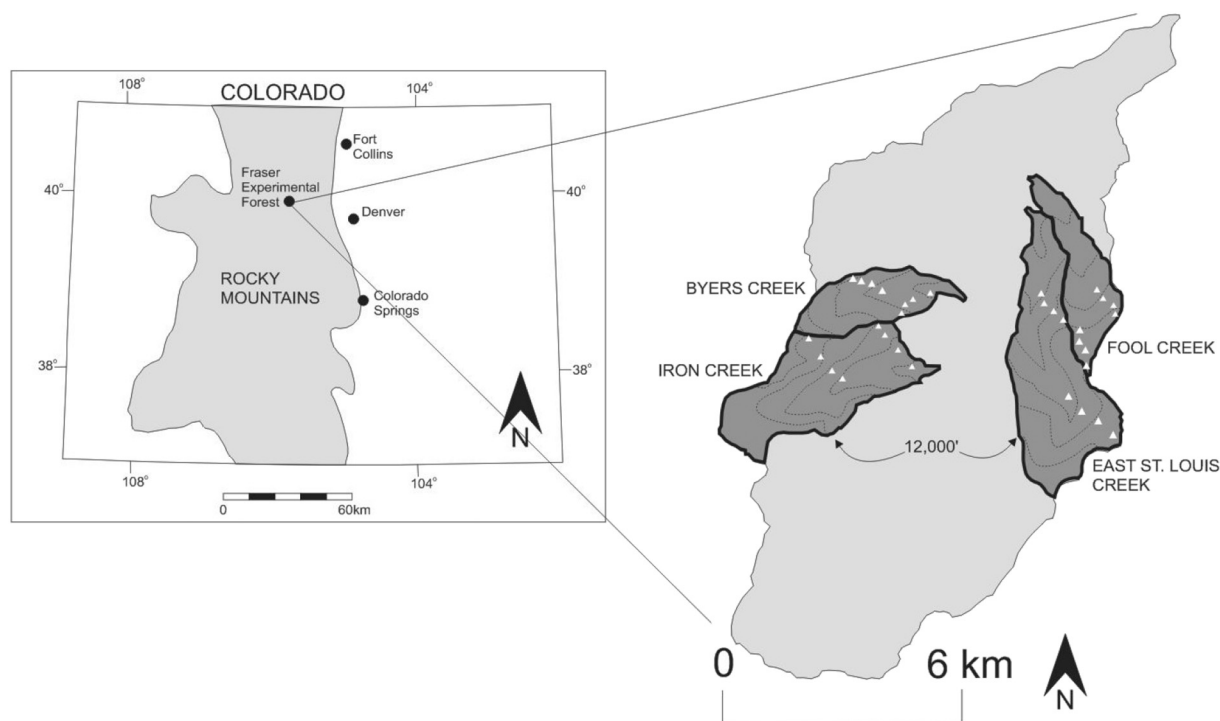 108°
COLORADO
104°
Fort
Collins
40°
Fraser
Experimental
Forest
40°
Denver
ROCKY
MOUNTAINS
Colorado
Springs
38°
38°
N
108°
104°
0
60km
BYERS CREEK
IRON CREEK
FOOL CREEK
12,000'
EAST ST. LOUIS
CREEK
0
6 km
N